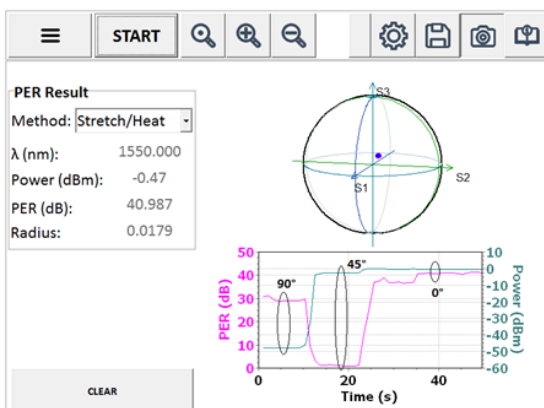 START
PER Result
Method: Stretch/Heat
λ (nm): 1550.000
Power (dBm): -0.47
PER (dB): 40.987
Radius: 0.0179
CLEAR
S3
S2
S1
50
40
30
20
10
0
PER (dB)
90°
45°
0°
10
0
-10
-20
-30
-40
-50
-60
Power (dBm)
0 20 40
Time (s)